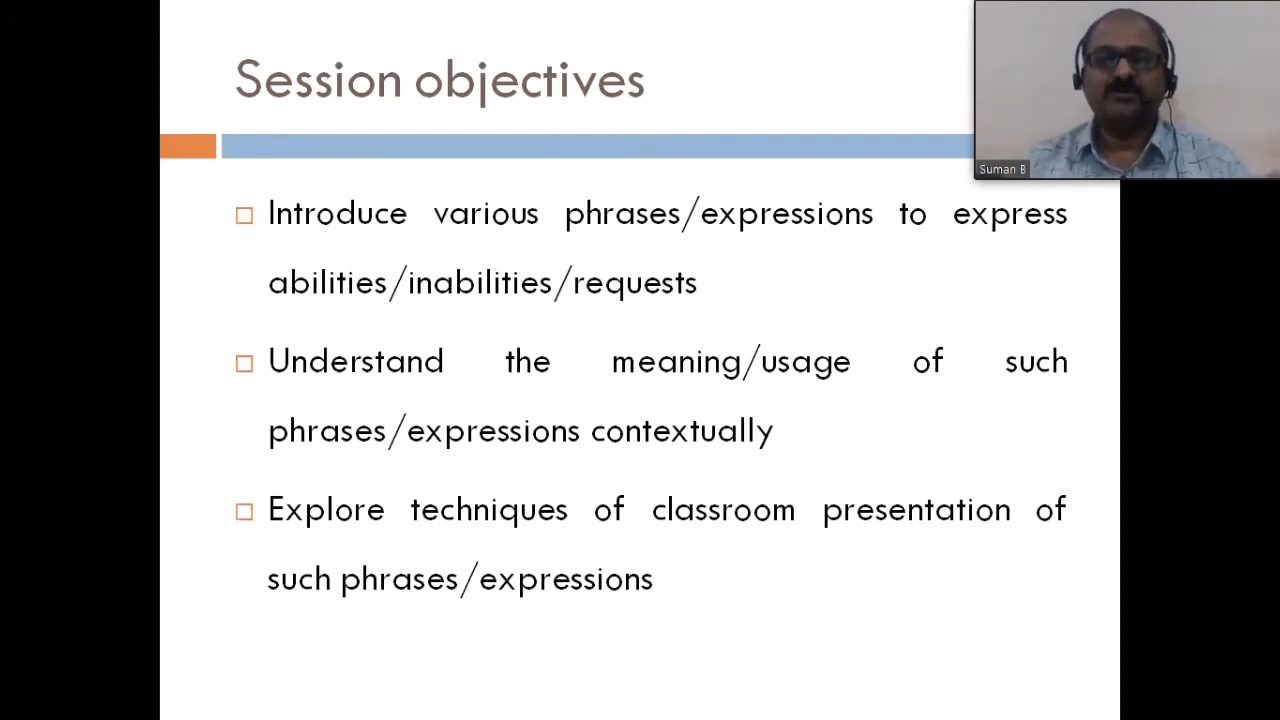 Session objectives
Suman B
Introduce various phrases/expressions to express
abilities/inabilities/requests
Understand the meaning/usage of such
phrases/expressions contextually
Explore techniques of classroom presentation of
such phrases/expressions